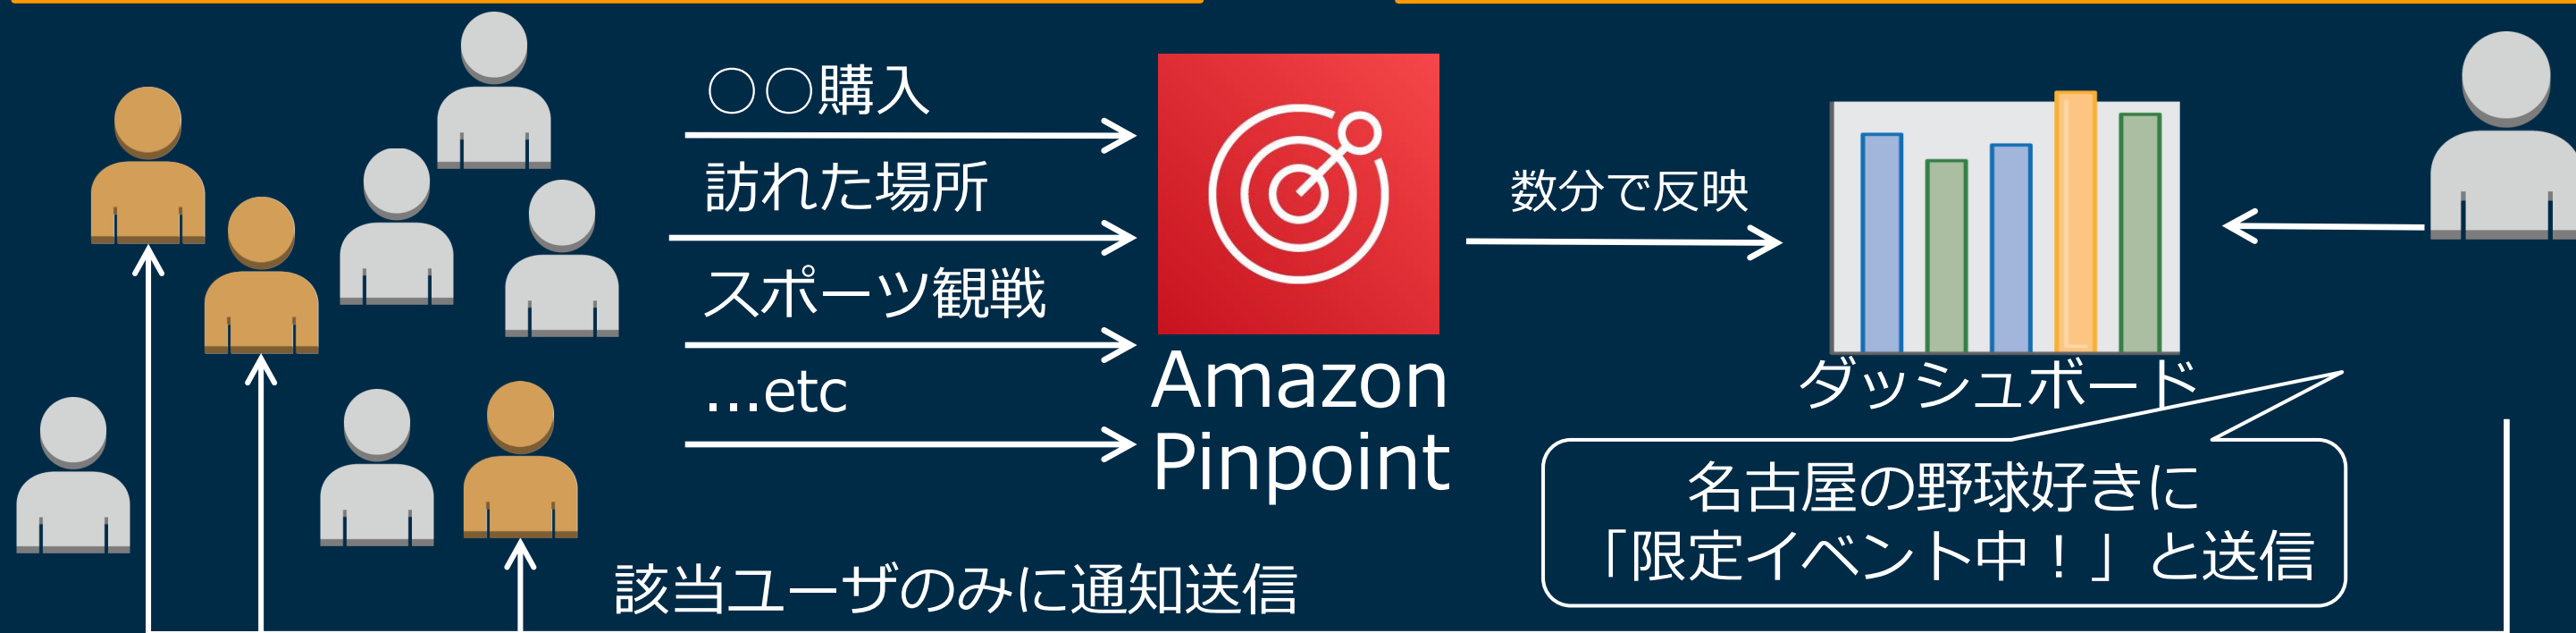 ○○購入
訪れた場所
スポーツ観戦
...etc
Amazon
Pinpoint
数分で反映
ダッシュボード
名古屋の野球好きに
「限定イベント中！」と送信
該当ユーザのみに通知送信